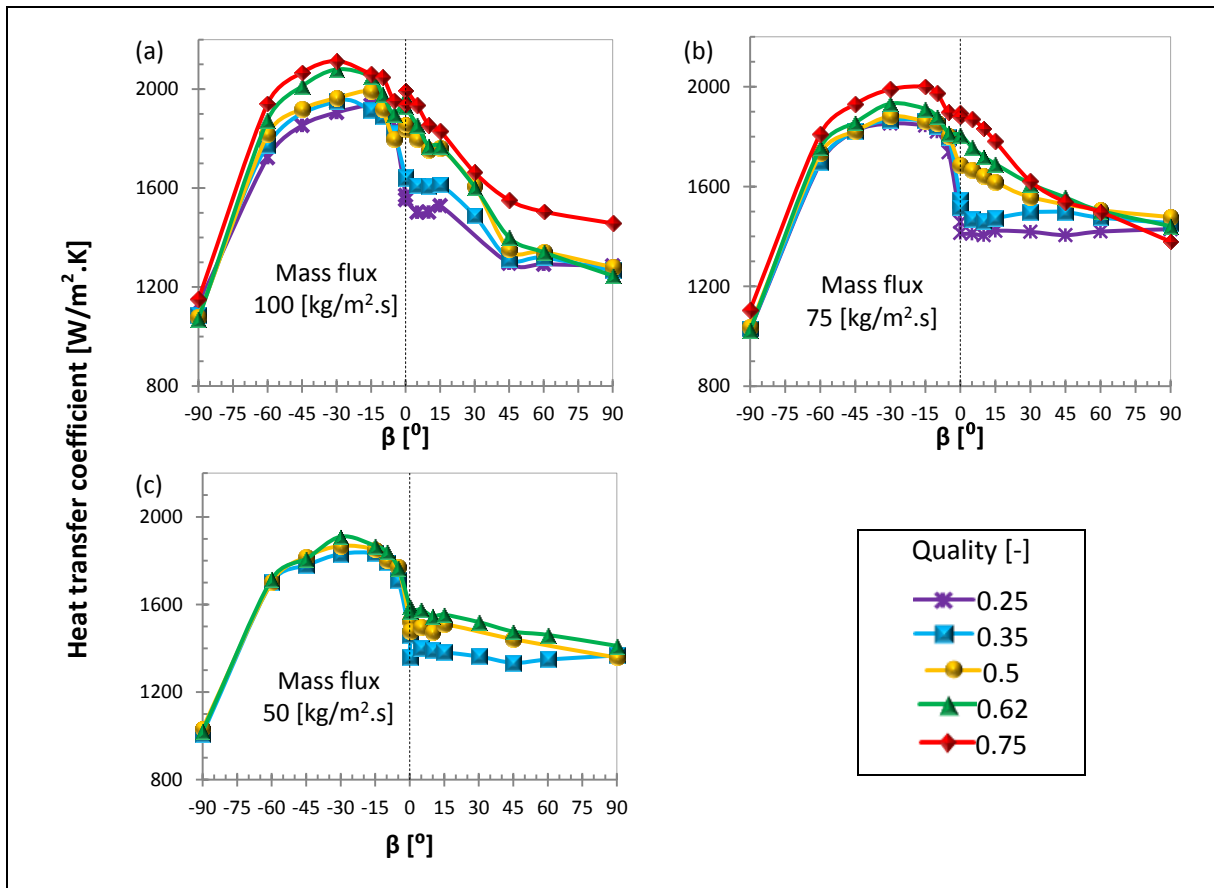 Heat transfer coefficient [W/m².K]
(a)
2000
1600
1200
800
Mass flux
100 [kg/m².s]
-90 -75 -60 -45 -30 -15 0 15 30 45 60 75 90
β [⁰]
(b)
2000
1600
1200
800
Mass flux
75 [kg/m².s]
-90 -75 -60 -45 -30 -15 0 15 30 45 60 75 90
β [⁰]
(c)
2000
1600
1200
800
Mass flux
50 [kg/m².s]
-90 -75 -60 -45 -30 -15 0 15 30 45 60 75 90
β [⁰]
Quality [-]
0.25
0.35
0.5
0.62
0.75